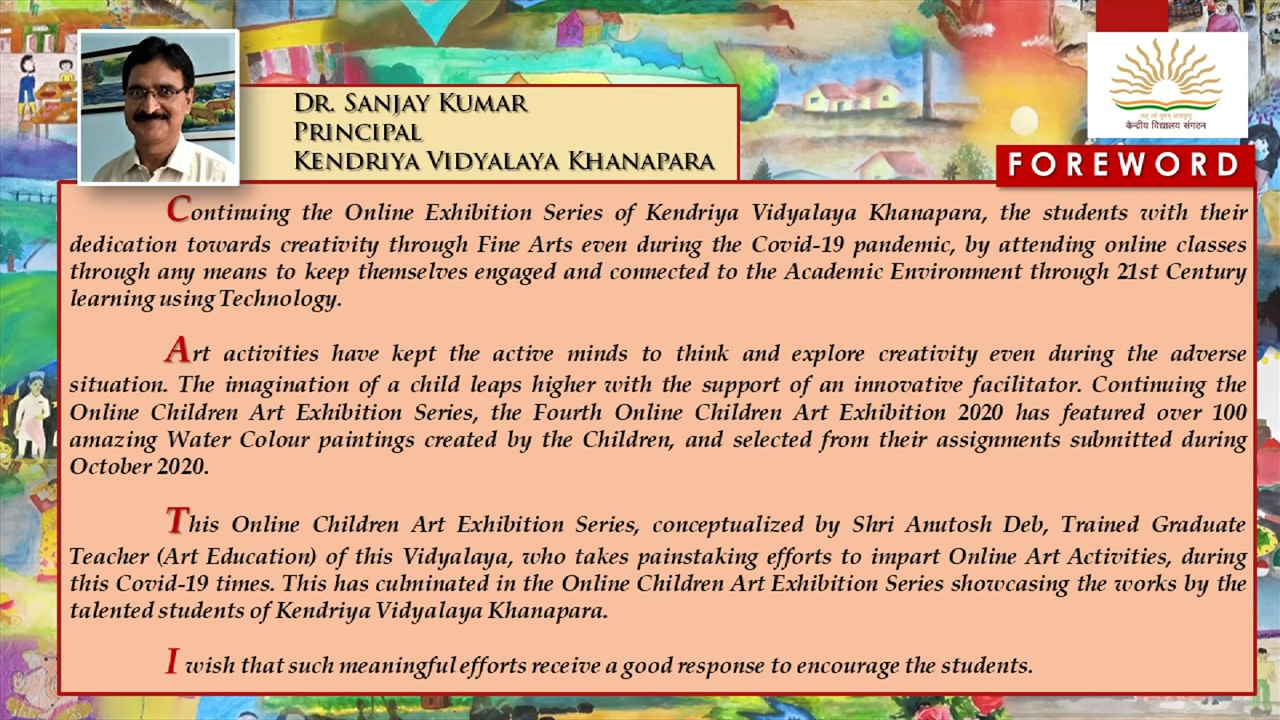 DR. SANJAY KUMAR
PRINCIPAL
KENDRIYA VIDYALAYA KHANAPARA
केन्द्रीय विद्यालय संगठन
FOREWORD
Continuing the Online Exhibition Series of Kendriya Vidyalaya Khanapara, the students with their
dedication towards creativity through Fine Arts even during the Covid-19 pandemic, by attending online classes
through any means to keep themselves engaged and connected to the Academic Environment through 21st Century
learning using Technology.
Art activities have kept the active minds to think and explore creativity even during the adverse
situation. The imagination of a child leaps higher with the support of an innovative facilitator. Continuing the
Online Children Art Exhibition Series, the Fourth Online Children Art Exhibition 2020 has featured over 100
amazing Water Colour paintings created by the Children, and selected from their assignments submitted during
October 2020.
This Online Children Art Exhibition Series, conceptualized by Shri Anutosh Deb, Trained Graduate
Teacher (Art Education) of this Vidyalaya, who takes painstaking efforts to impart Online Art Activities, during
this Covid-19 times. This has culminated in the Online Children Art Exhibition Series showcasing the works by the
talented students of Kendriya Vidyalaya Khanapara.
I wish that such meaningful efforts receive a good response to encourage the students.